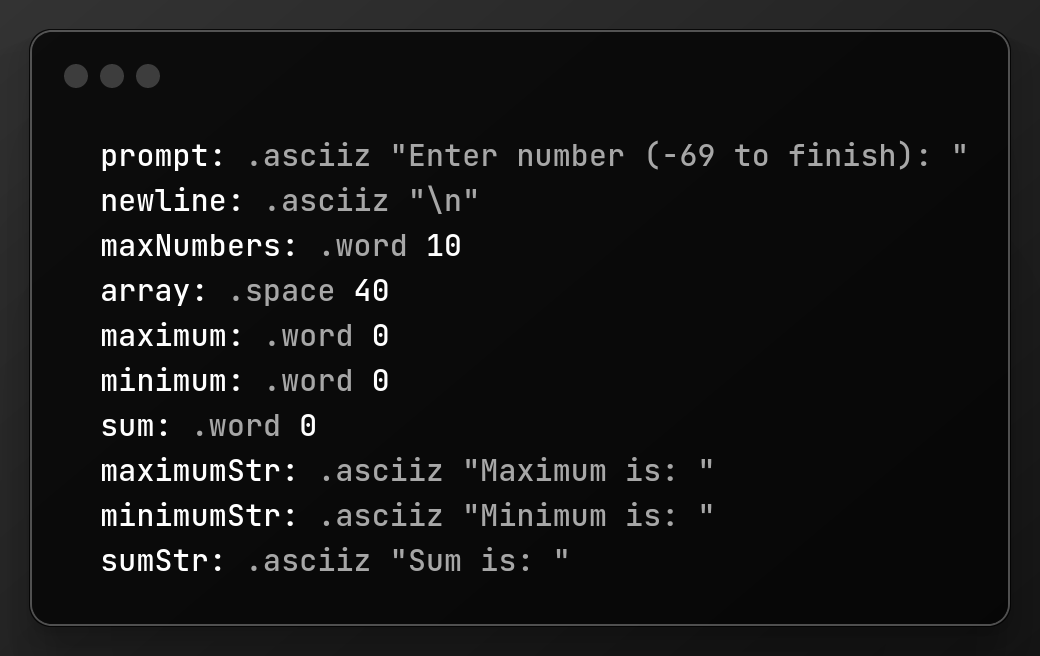 prompt: .asciiz "Enter number (-69 to finish): "
newline: .asciiz "\n"
maxNumbers: .word 10
array: .space 40
maximum: .word 0
minimum: .word 0
sum: .word 0
maximumStr: .asciiz "Maximum is: "
minimumStr: .asciiz "Minimum is: "
sumStr: .asciiz "Sum is: "